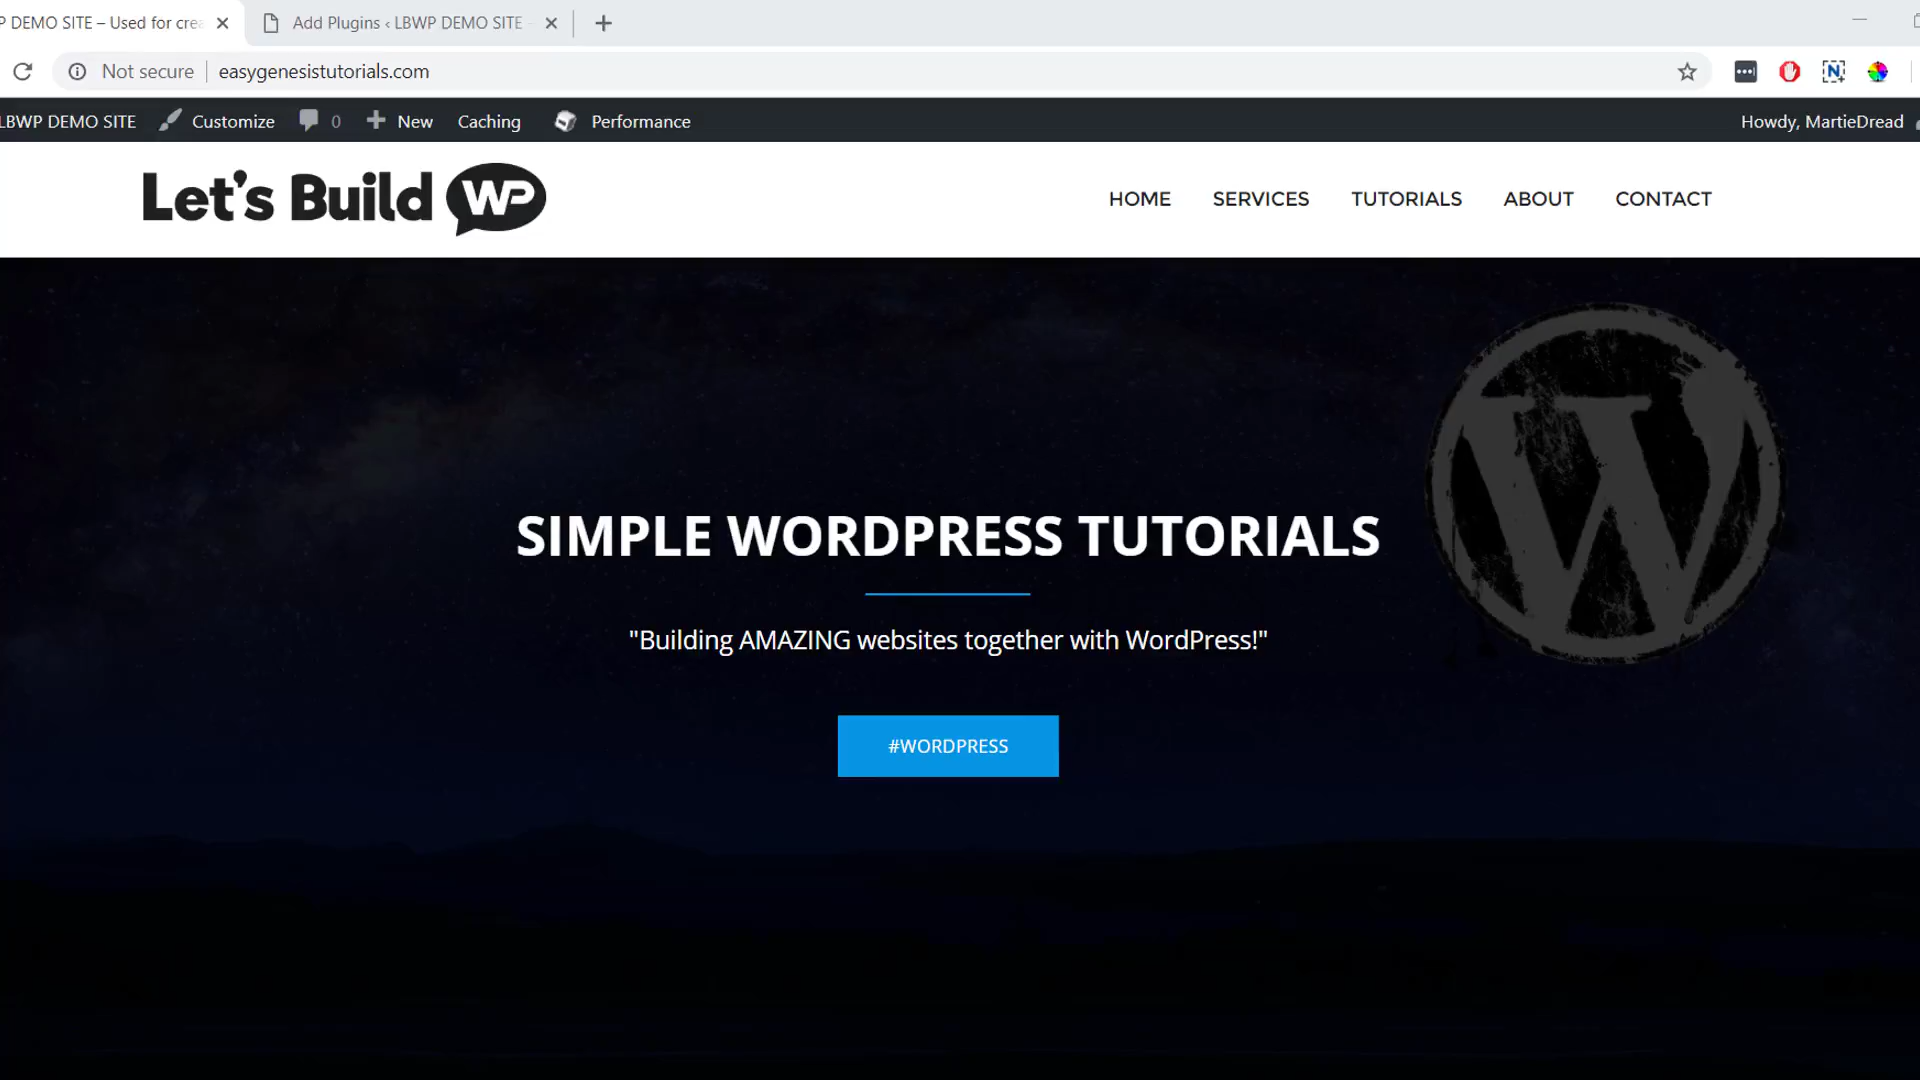 P DEMO SITE – Used for crea
Add Plugins ‹ LBWP DEMO SITE –
Not secure
easygenesistutorials.com
LBWP DEMO SITE
Customize
0
New
Caching
Performance
Howdy, MartieDread
Let's Build WP
HOME
SERVICES
TUTORIALS
ABOUT
CONTACT
W
SIMPLE WORDPRESS TUTORIALS
"Building AMAZING websites together with WordPress!"
#WORDPRESS